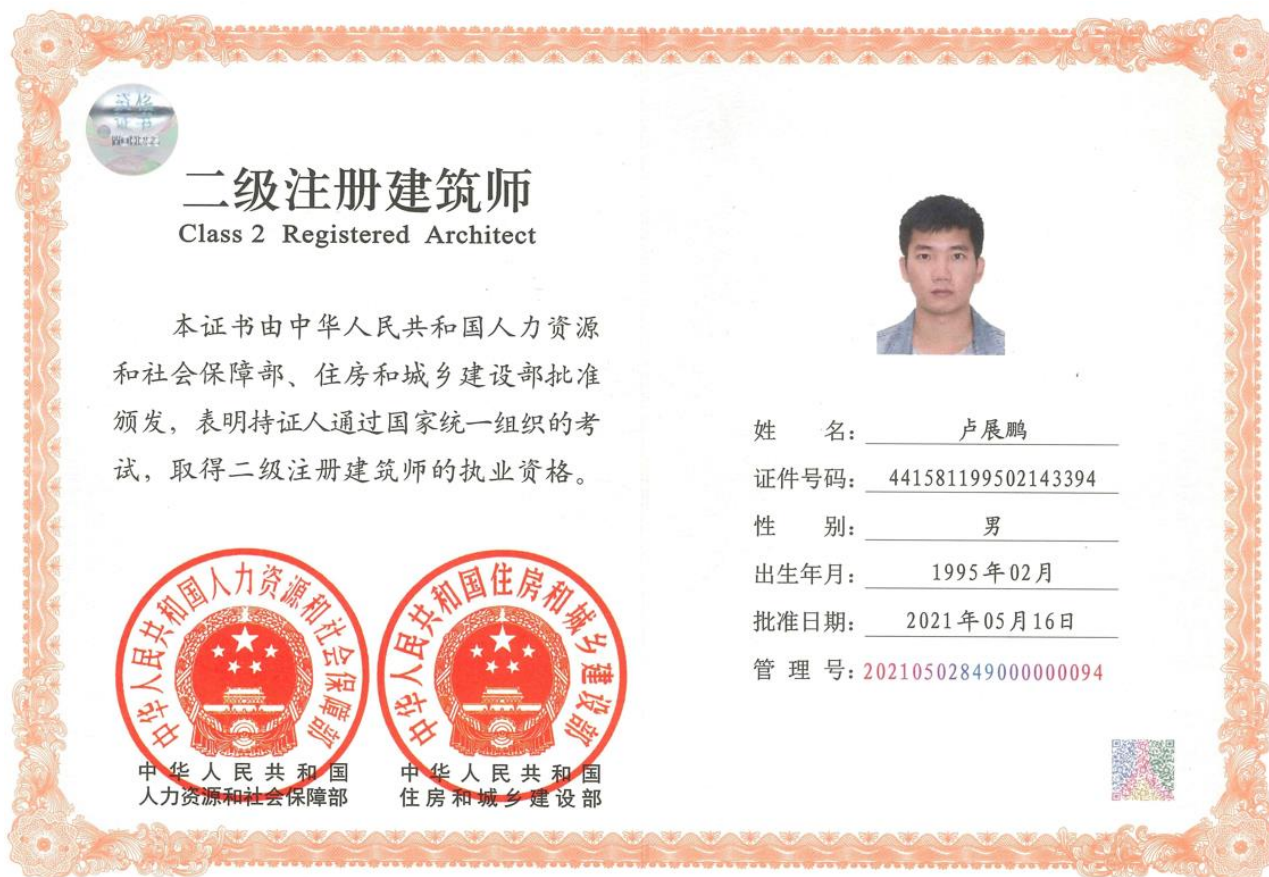 二级注册建筑师
Class 2 Registered Architect
本证书由中华人民共和国人力资源
和社会保障部、住房和城乡建设部批准
颁发，表明持证人通过国家统一组织的考
试，取得二级注册建筑师的执业资格。
中华人民共和国人力资源和社会保障部
中华人民共和国住房和城乡建设部
中华人民共和国
人力资源和社会保障部
中华人民共和国
住房和城乡建设部
姓 名：卢展鹏
证件号码：441581199502143394
性 别：男
出生年月：1995年02月
批准日期：2021年05月16日
管 理 号：20210502849000000094